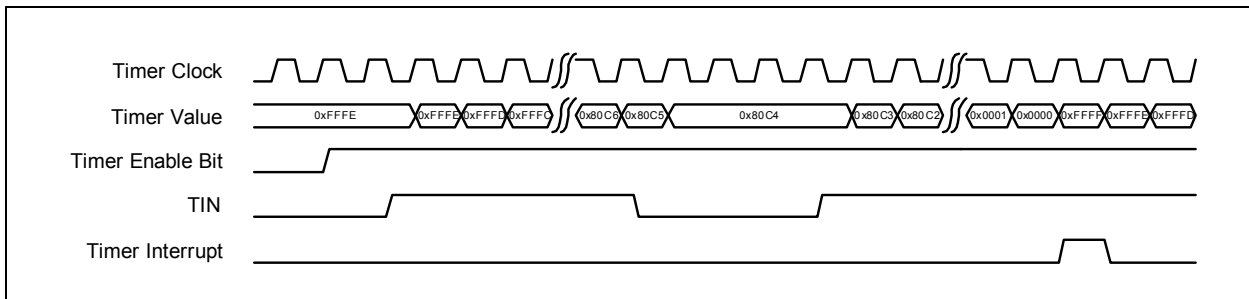 Timer Clock
Timer Value 0xFFFE 0xFFFE 0xFFFD 0xFFFC 0x80C6 0x80C5 0x80C4 0x80C3 0x80C2 0x0001 0x0000 0xFFFF 0xFFFE 0xFFFD
Timer Enable Bit
TIN
Timer Interrupt